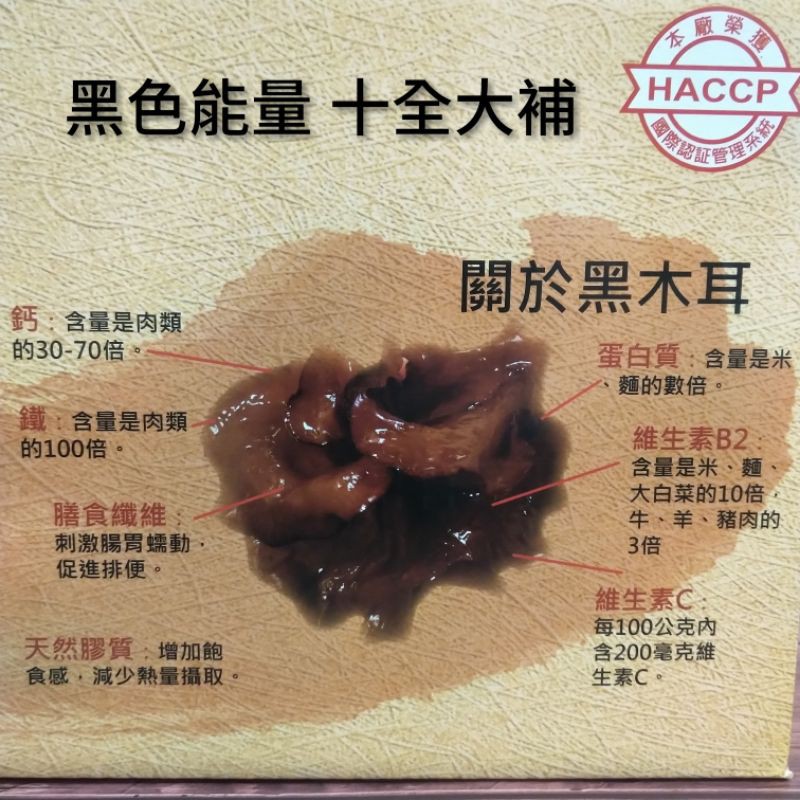 本廠榮獲
HACCP
國際認証管理系統
黑色能量 十全大補
關於黑木耳
鈣：含量是肉類
的30-70倍。
鐵：含量是肉類
的100倍。
膳食纖維：
刺激腸胃蠕動，
促進排便。
天然膠質：增加飽
食感，減少熱量攝取。
蛋白質：含量是米
、麵的數倍。
維生素B2：
含量是米、麵、
大白菜的10倍，
牛、羊、豬肉的
3倍
維生素C：
每100公克內
含200毫克維
生素C。